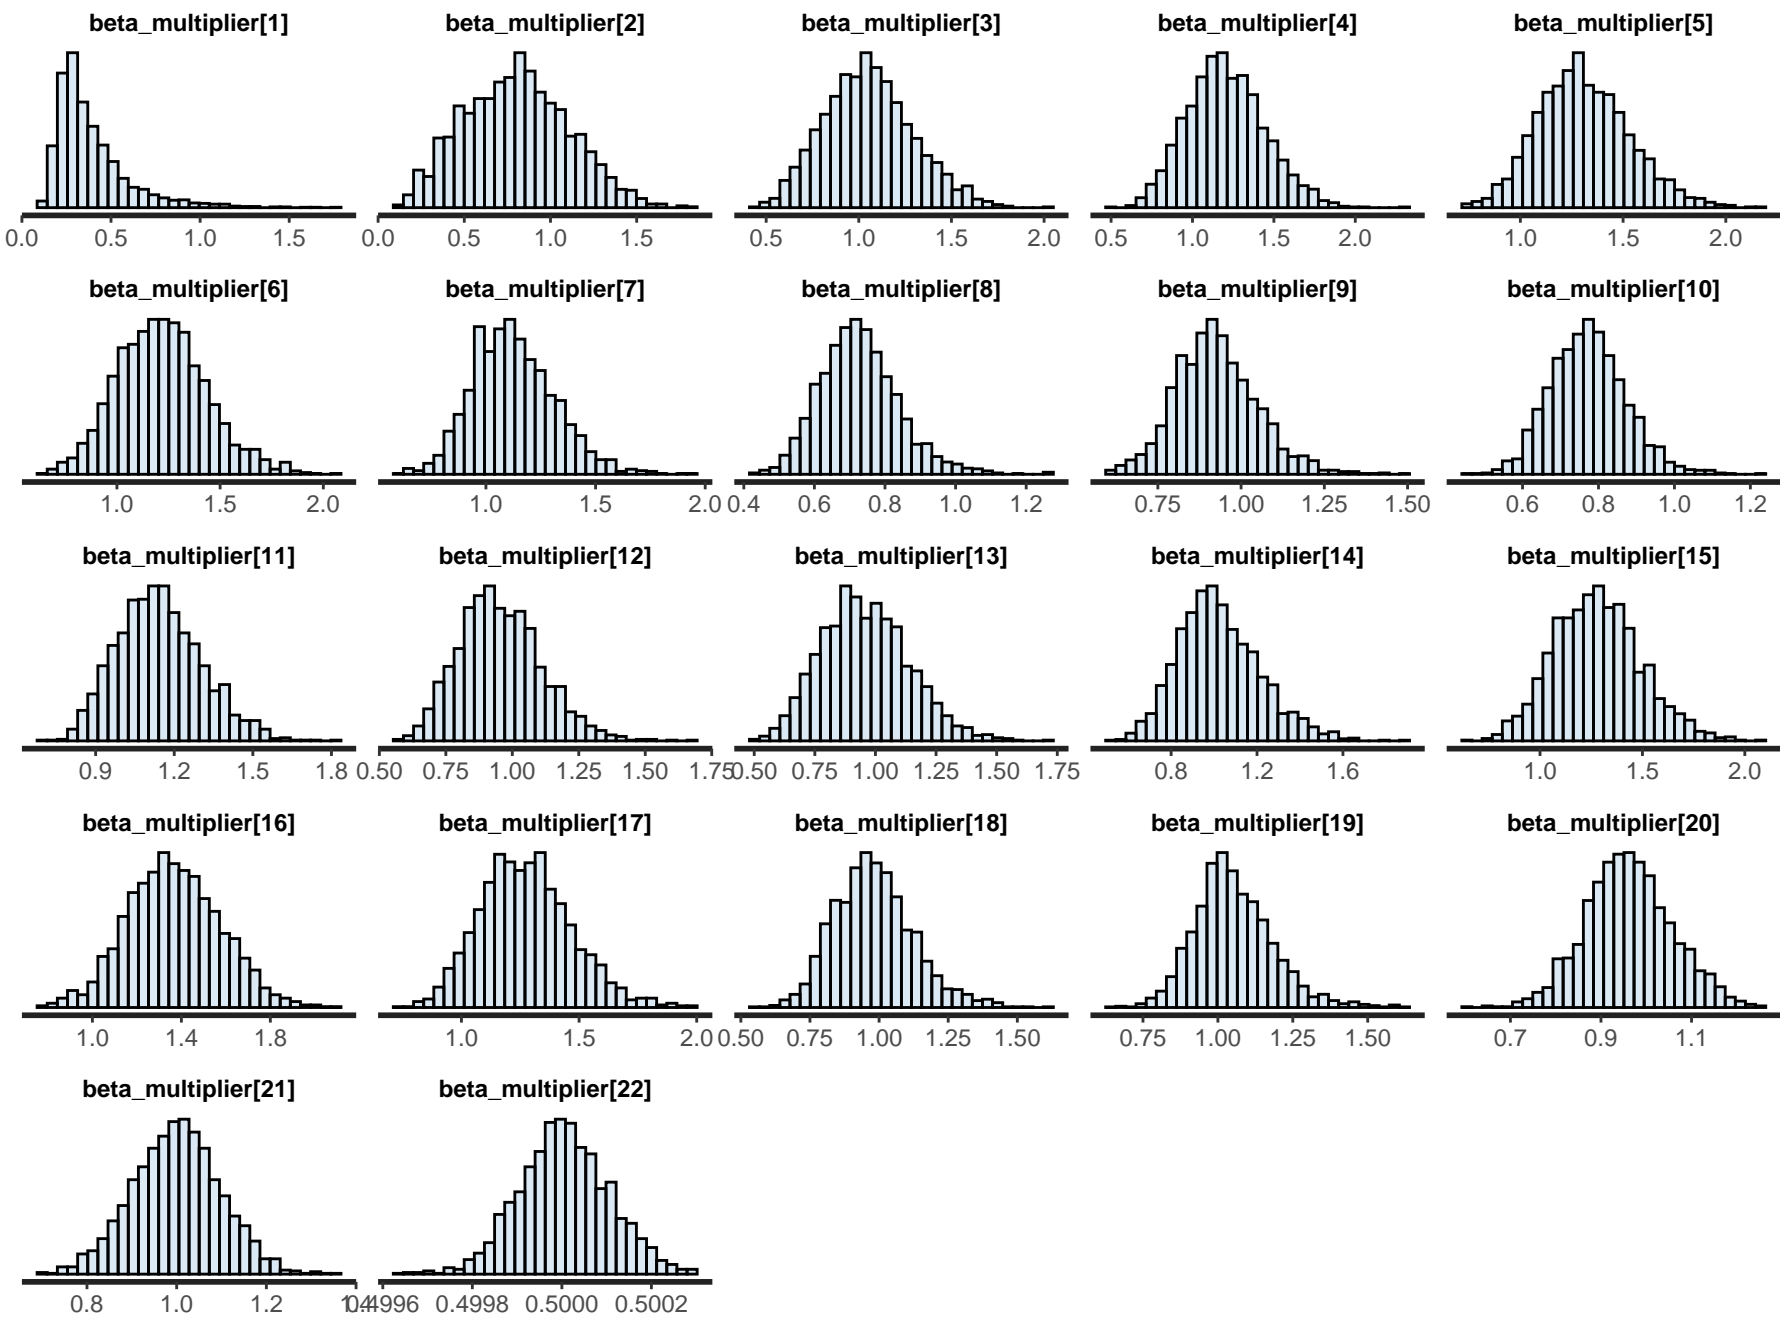 beta_multiplier[1] beta_multiplier[2] beta_multiplier[3] beta_multiplier[4] beta_multiplier[5]
0.0 0.5 1.0 1.5 0.0 0.5 1.0 1.5 0.5 1.0 1.5 2.0 0.5 1.0 1.5 2.0 1.0 1.5 2.0
beta_multiplier[6] beta_multiplier[7] beta_multiplier[8] beta_multiplier[9] beta_multiplier[10]
1.0 1.5 2.0 1.0 1.5 2.0 0.4 0.6 0.8 1.0 1.2 0.75 1.00 1.25 1.50 0.6 0.8 1.0 1.2
beta_multiplier[11] beta_multiplier[12] beta_multiplier[13] beta_multiplier[14] beta_multiplier[15]
0.9 1.2 1.5 1.8 0.50 0.75 1.00 1.25 1.50 1.75 0.50 0.75 1.00 1.25 1.50 1.75 0.8 1.2 1.6 1.0 1.5 2.0
beta_multiplier[16] beta_multiplier[17] beta_multiplier[18] beta_multiplier[19] beta_multiplier[20]
1.0 1.4 1.8 1.0 1.5 2.0 0.50 0.75 1.00 1.25 1.50 0.75 1.00 1.25 1.50 0.7 0.9 1.1
beta_multiplier[21] beta_multiplier[22]
0.8 1.0 1.2 1.4 0.4996 0.4998 0.5000 0.5002